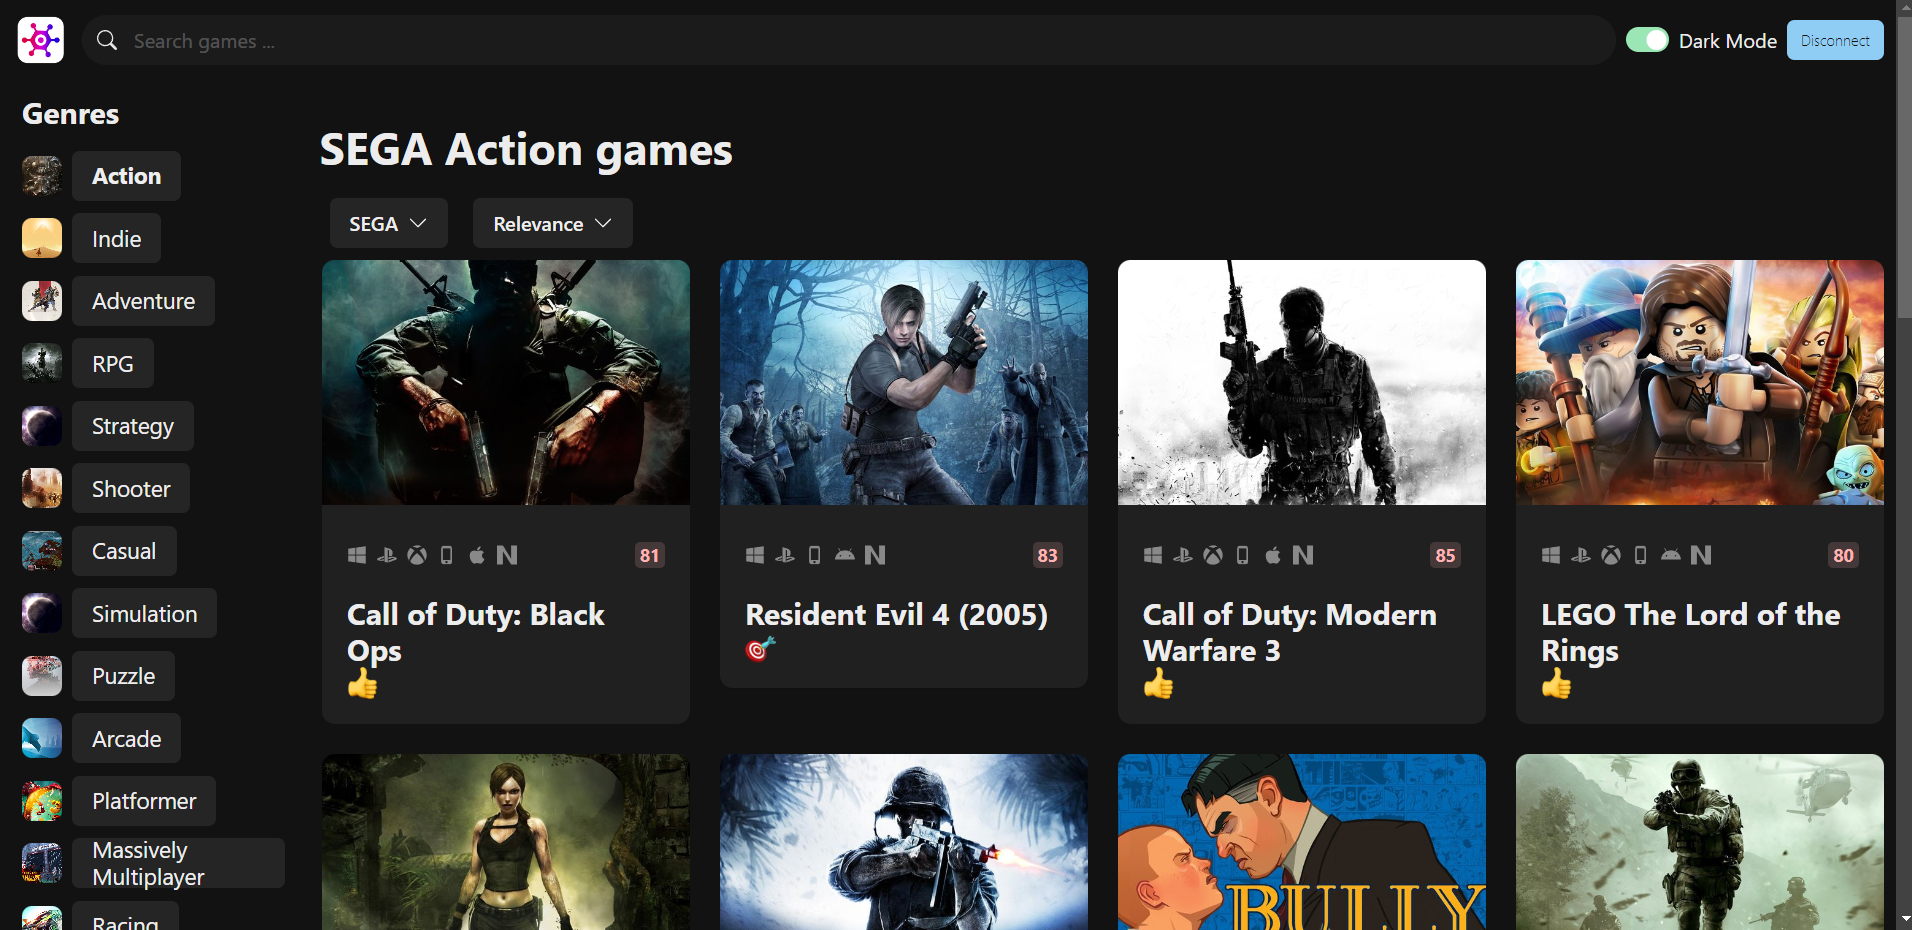 Search games ...
Dark Mode
Disconnect
Genres
Action
Indie
Adventure
RPG
Strategy
Shooter
Casual
Simulation
Puzzle
Arcade
Platformer
Massively
Multiplayer
Racing
SEGA Action games
SEGA
Relevance
81
Call of Duty: Black
Ops
83
Resident Evil 4 (2005)
85
Call of Duty: Modern
Warfare 3
80
LEGO The Lord of the
Rings
BULLY